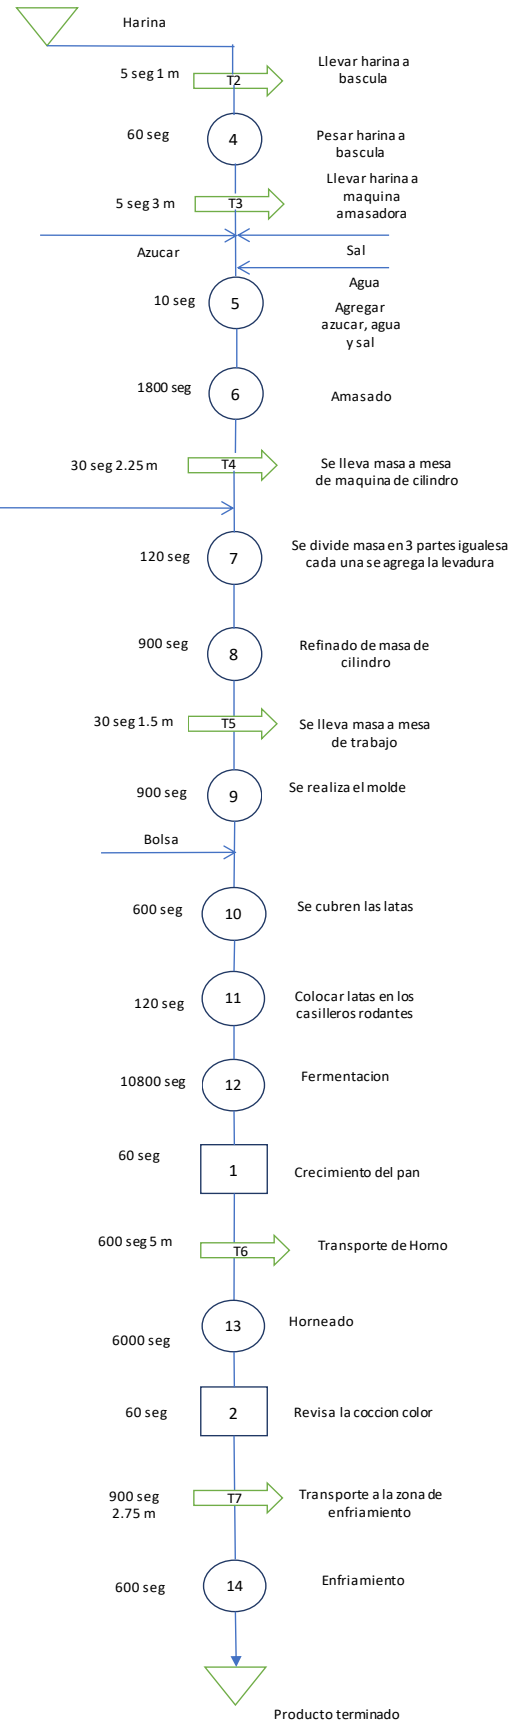 Harina
5 seg 1 m
T2
Llevar harina a
bascula
60 seg
4
Pesar harina a
bascula
5 seg 3 m
T3
Llevar harina a
maquina
amasadora
Azucar
Sal
Agua
10 seg
5
Agregar
azucar, agua
y sal
1800 seg
6
Amasado
30 seg 2.25 m
T4
Se lleva masa a mesa
de maquina de cilindro
120 seg
7
Se divide masa en 3 partes iguales a
cada una se agrega la levadura
900 seg
8
Refinado de masa de
cilindro
30 seg 1.5 m
T5
Se lleva masa a mesa
de trabajo
900 seg
9
Se realiza el molde
Bolsa
600 seg
10
Se cubren las latas
120 seg
11
Colocar latas en los
casilleros rodantes
10800 seg
12
Fermentacion
60 seg
1
Crecimiento del pan
600 seg 5 m
T6
Transporte de Horno
6000 seg
13
Horneado
60 seg
2
Revisa la coccion color
900 seg
2.75 m
T7
Transporte a la zona de
enfriamiento
600 seg
14
Enfriamiento
Producto terminado